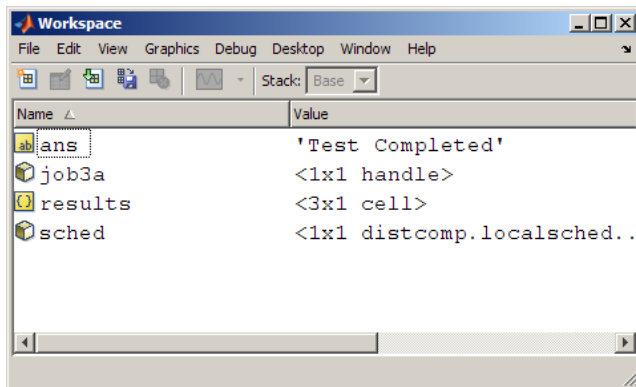 Workspace
File Edit View Graphics Debug Desktop Window Help
Stack: Base
Name Value
ab ans 'Test Completed'
job3a <1x1 handle>
{} results <3x1 cell>
sched <1x1 distcomp.localsched..